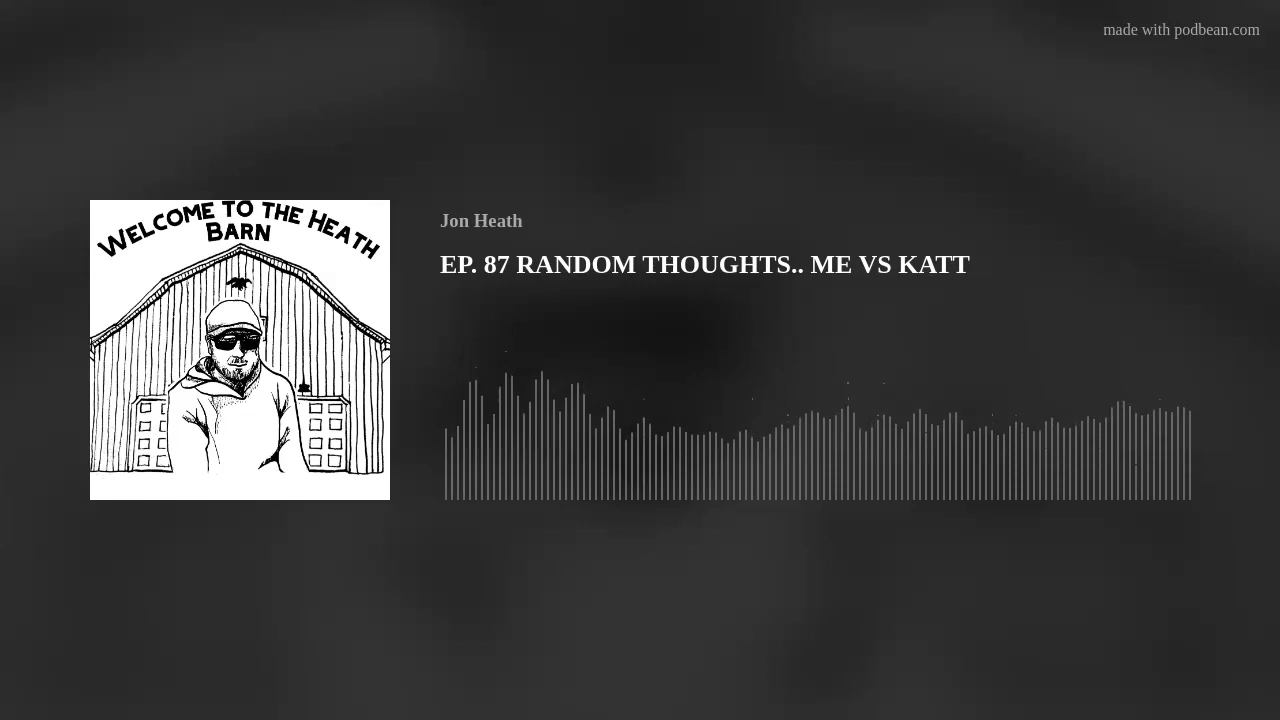 made with podbean.com
WELCOME TO THE HEATH
BARN
Jon Heath
EP. 87 RANDOM THOUGHTS.. ME VS KATT